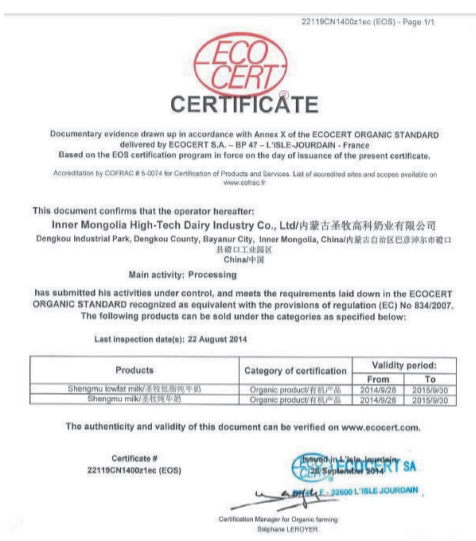 22119CN1400z1ec (EOS) - Page 1/1
ECO
CERT
CERTIFICATE
Documentary evidence drawn up in accordance with Annex X of the ECOCERT ORGANIC STANDARD
delivered by ECOCERT S.A. – BP 47 – L'ISLE-JOURDAIN - France
Based on the EOS certification program in force on the day of issuance of the present certificate.
Accreditation by COFRAC # 5-0074 for Certification of Products and Services. List of accredited sites and scopes available on
www.cofrac.fr
This document confirms that the operator hereafter:
Inner Mongolia High-Tech Dairy Industry Co., Ltd/内蒙古圣牧高科奶业有限公司
Dengkou Industrial Park, Dengkou County, Bayanur City, Inner Mongolia, China/内蒙古自治区巴彦淖尔市磴口
县磴口工业园区
China/中国
Main activity: Processing
has submitted his activities under control, and meets the requirements laid down in the ECOCERT
ORGANIC STANDARD recognized as equivalent with the provisions of regulation (EC) No 834/2007.
The following products can be sold under the categories as specified below:
Last inspection date(s): 22 August 2014
Products Category of certification Validity period:
From To
Shengmu lowfat milk/圣牧低脂纯牛奶 Organic product/有机产品 2014/9/28 2015/9/30
Shengmu milk/圣牧纯牛奶 Organic product/有机产品 2014/9/28 2015/9/30
The authenticity and validity of this document can be verified on www.ecocert.com.
Certificate # Issued in L'Isle Jourdain
22119CN1400z1ec (EOS) 28 September 2014
ECOCERT SA
32600 L'ISLE JOURDAIN
Certification Manager for Organic farming
Stéphane LEROYER